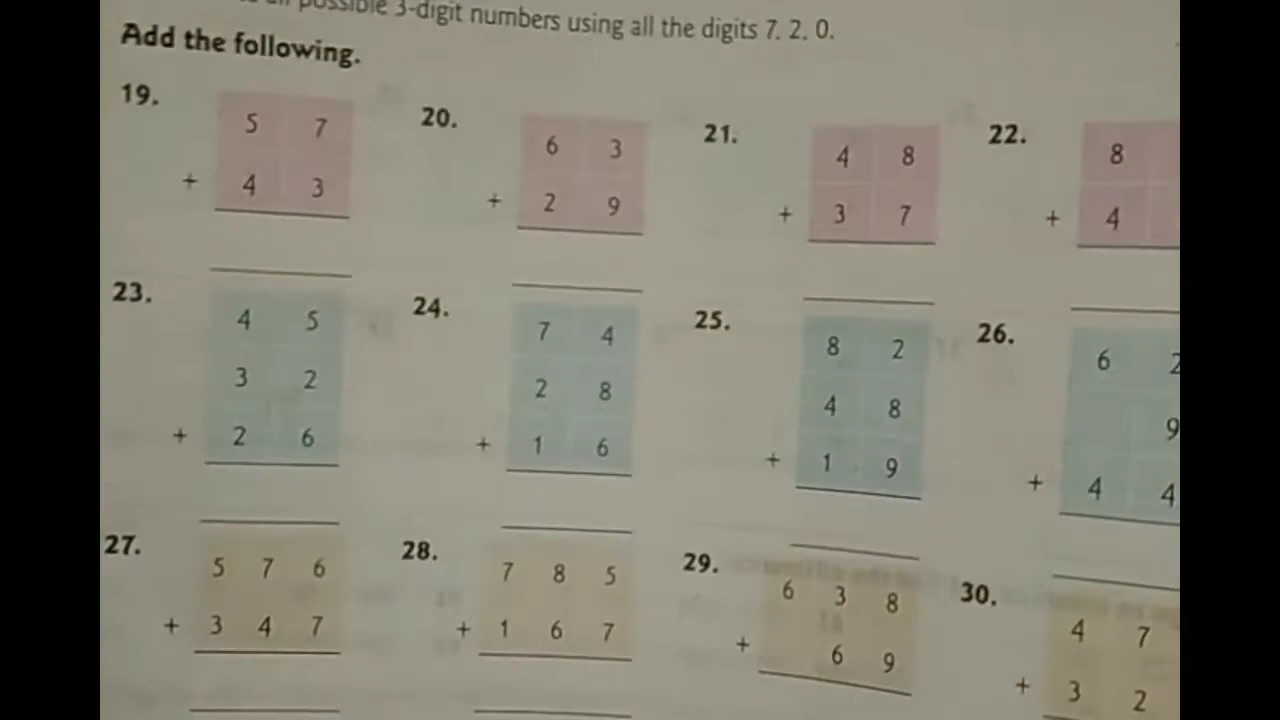 possible 3-digit numbers using all the digits 7, 2, 0.
Add the following.
19. 20. 21. 22.
5 7 6 3 4 8 8
+ 4 3 + 2 9 + 3 7 + 4
23. 24. 25. 26.
4 5 7 4 8 2 6 2
3 2 2 8 4 8 9
+ 2 6 + 1 6 + 1 9 + 4 4
27. 28. 29. 30.
5 7 6 7 8 5 6 3 8 4 7
+ 3 4 7 + 1 6 7 + 6 9 + 3 2